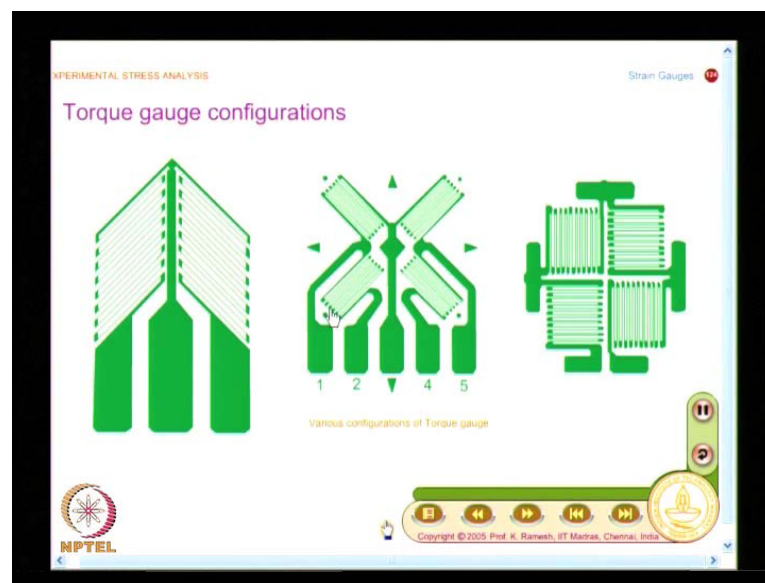 XPERIMENTAL STRESS ANALYSIS
Strain Gauges 124
Torque gauge configurations
1 2 4 5
Various configurations of Torque gauge
NPTEL
Copyright © 2005 Prof. K. Ramesh, IIT Madras, Chennai, India